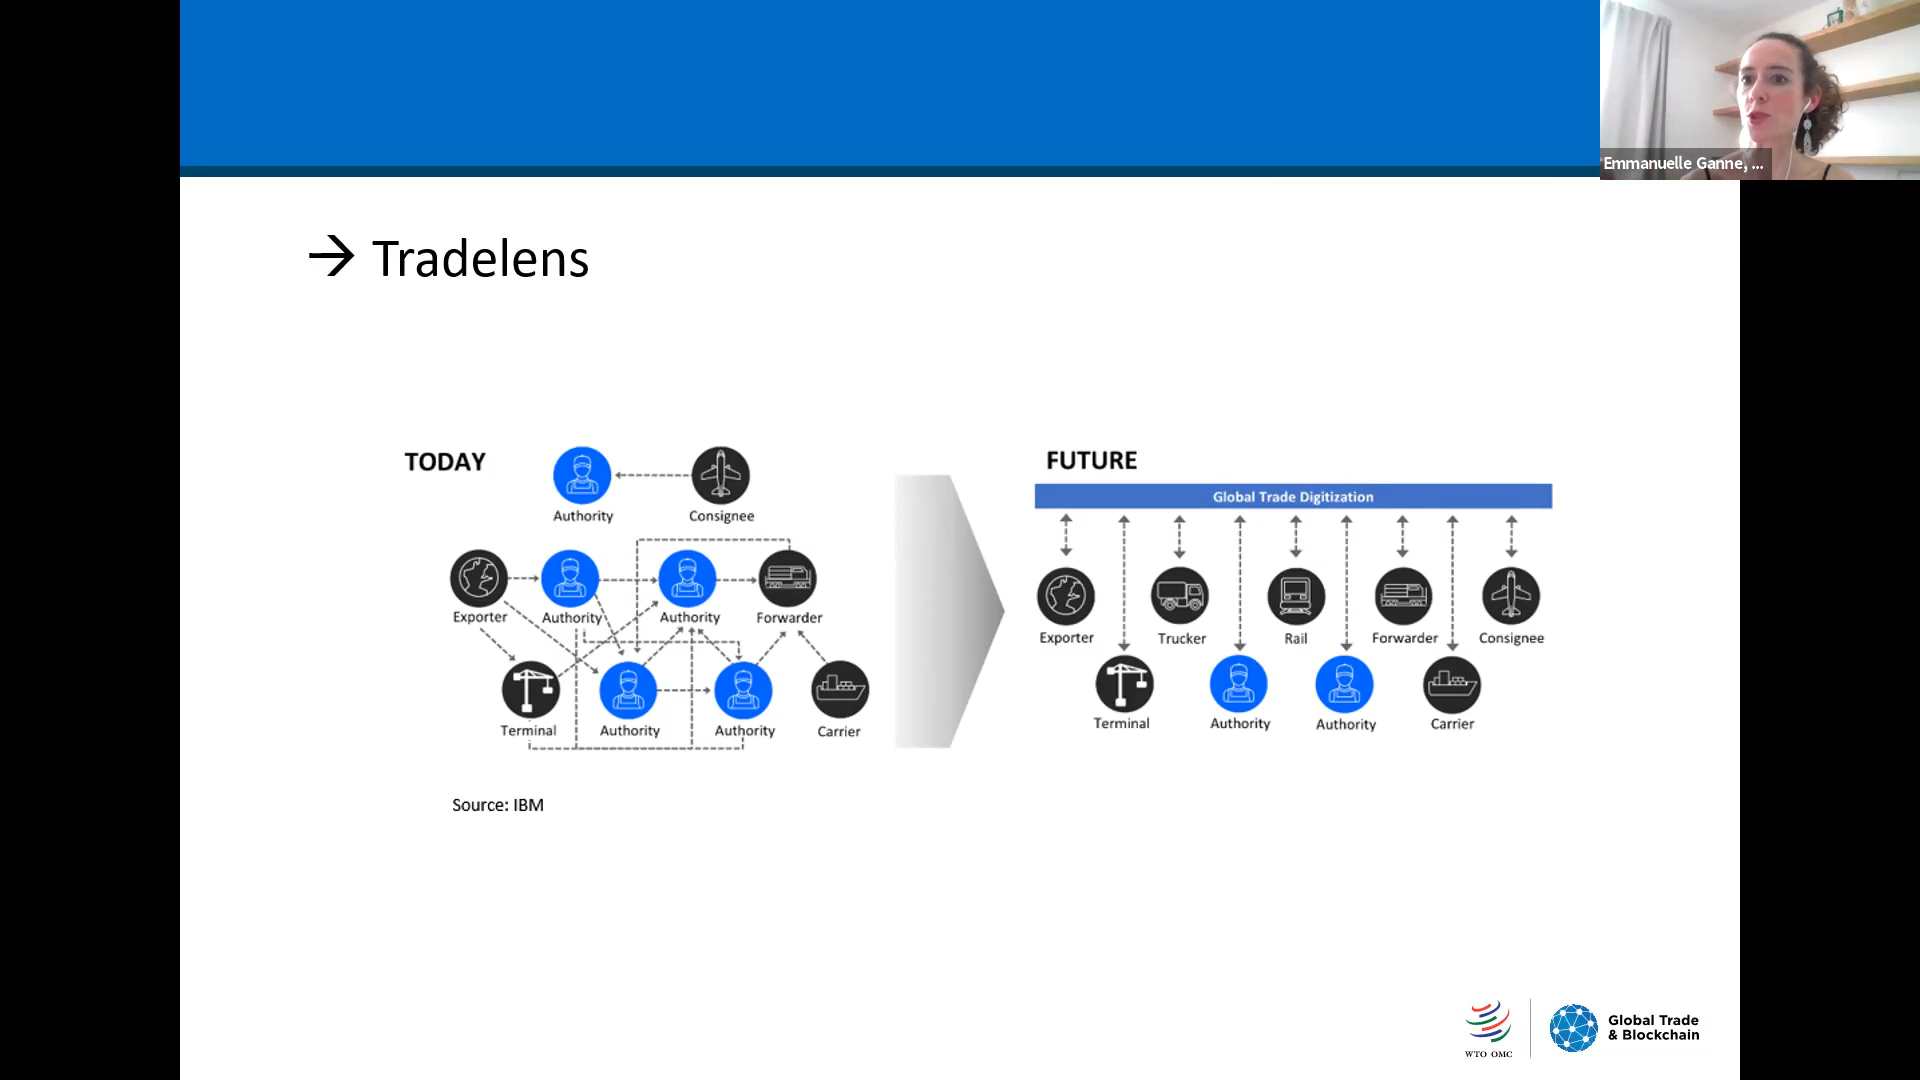 Emmanuelle Ganne, ...
→ Tradelens
TODAY
Authority
Consignee
Exporter
Authority
Authority
Forwarder
Terminal
Authority
Authority
Carrier
Source: IBM
FUTURE
Global Trade Digitization
Exporter
Trucker
Rail
Forwarder
Consignee
Terminal
Authority
Authority
Carrier
WTO OMC
Global Trade
& Blockchain